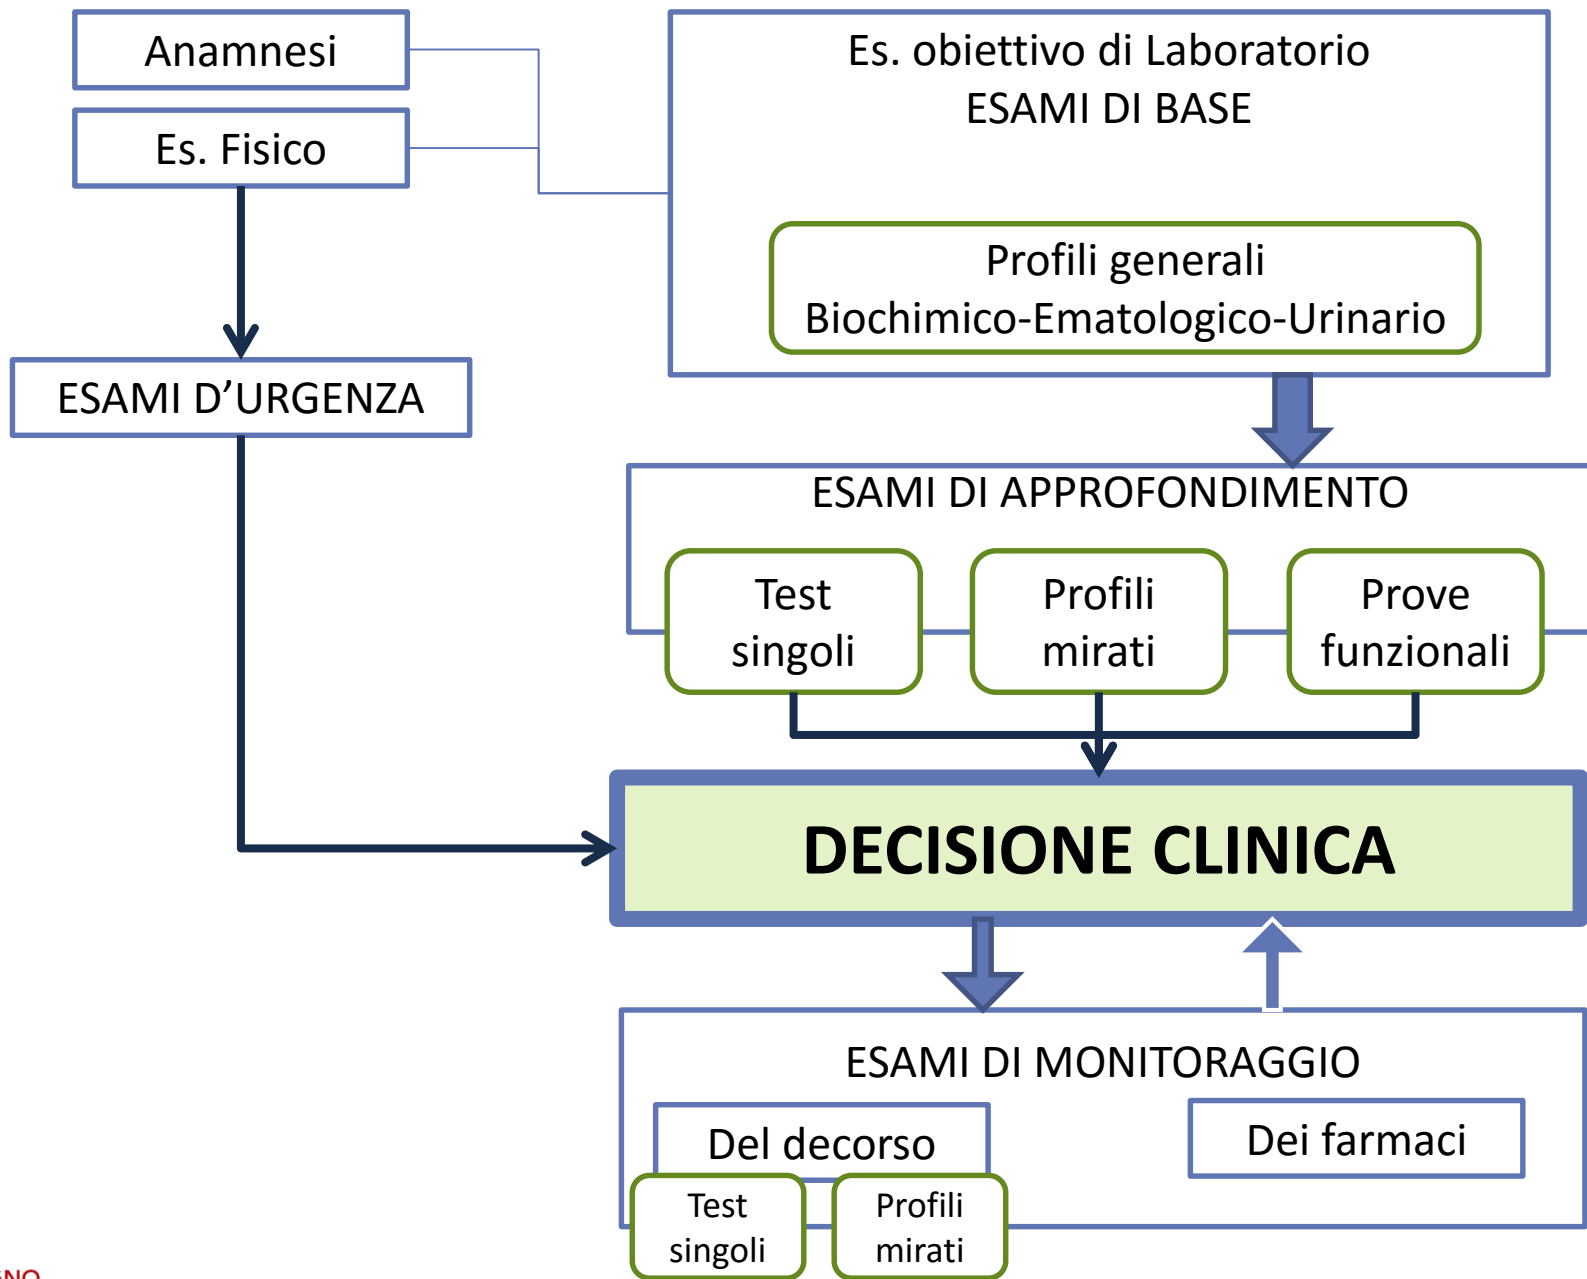 Anamnesi
Es. Fisico
Es. obiettivo di Laboratorio
ESAMI DI BASE
Profili generali
Biochimico-Ematologico-Urinario
ESAMI D’URGENZA
ESAMI DI APPROFONDIMENTO
Test
singoli
Profili
mirati
Prove
funzionali
DECISIONE CLINICA
ESAMI DI MONITORAGGIO
Del decorso
Dei farmaci
Test
singoli
Profili
mirati